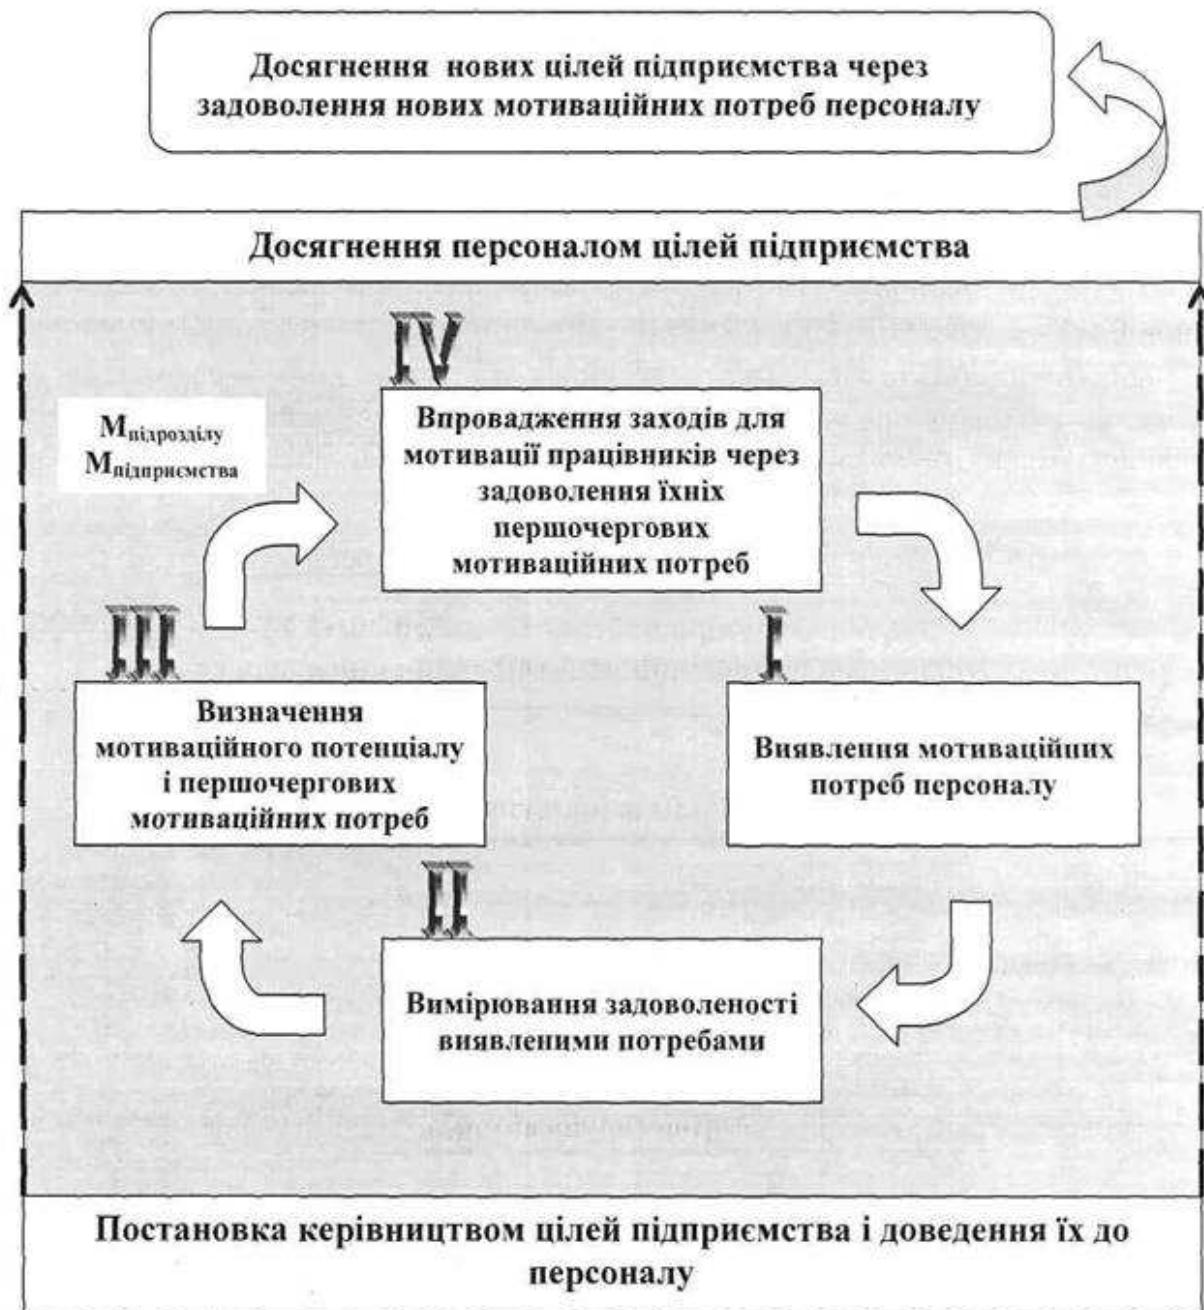 Досягнення нових цілей підприємства через
задоволення нових мотиваційних потреб персоналу
Досягнення персоналом цілей підприємства
IV
Впровадження заходів для
мотивації працівників через
задоволення їхніх
першочергових
мотиваційних потреб
Мпідрозділу
Мпідприємства
III
Визначення
мотиваційного потенціалу
і першочергових
мотиваційних потреб
I
Виявлення мотиваційних
потреб персоналу
II
Вимірювання задоволеності
виявленими потребами
Постановка керівництвом цілей підприємства і доведення їх до
персоналу